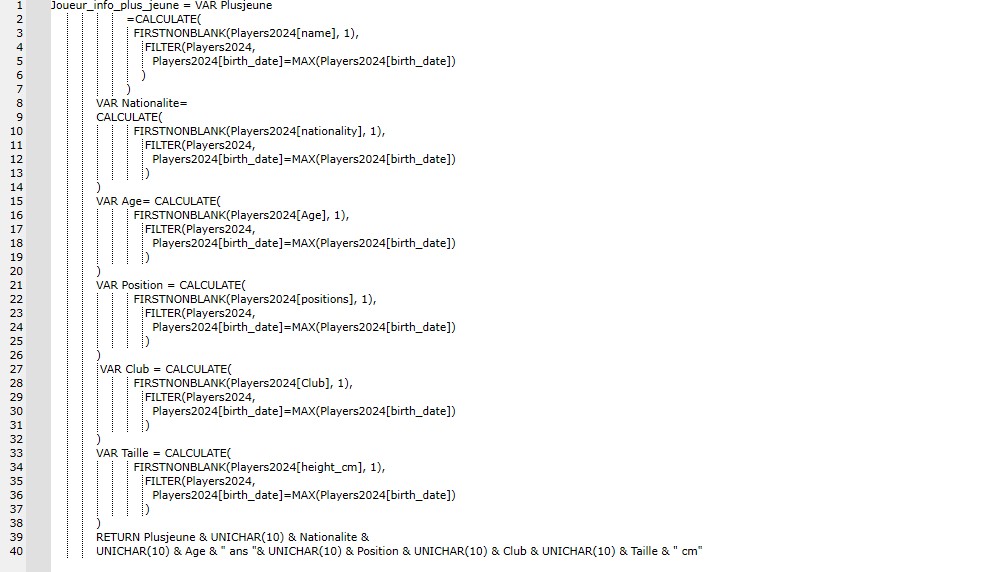 1 Joueur_info_plus_jeune = VAR Plusjeune
2 =CALCULATE(
3 FIRSTNONBLANK(Players2024[name], 1),
4 FILTER(Players2024,
5 Players2024[birth_date]=MAX(Players2024[birth_date])
6 )
7 )
8 VAR Nationalite=
9 CALCULATE(
10 FIRSTNONBLANK(Players2024[nationality], 1),
11 FILTER(Players2024,
12 Players2024[birth_date]=MAX(Players2024[birth_date])
13 )
14 )
15 VAR Age= CALCULATE(
16 FIRSTNONBLANK(Players2024[Age], 1),
17 FILTER(Players2024,
18 Players2024[birth_date]=MAX(Players2024[birth_date])
19 )
20 )
21 VAR Position = CALCULATE(
22 FIRSTNONBLANK(Players2024[positions], 1),
23 FILTER(Players2024,
24 Players2024[birth_date]=MAX(Players2024[birth_date])
25 )
26 )
27 VAR Club = CALCULATE(
28 FIRSTNONBLANK(Players2024[Club], 1),
29 FILTER(Players2024,
30 Players2024[birth_date]=MAX(Players2024[birth_date])
31 )
32 )
33 VAR Taille = CALCULATE(
34 FIRSTNONBLANK(Players2024[height_cm], 1),
35 FILTER(Players2024,
36 Players2024[birth_date]=MAX(Players2024[birth_date])
37 )
38 )
39 RETURN Plusjeune & UNICHAR(10) & Nationalite &
40 UNICHAR(10) & Age & " ans "& UNICHAR(10) & Position & UNICHAR(10) & Club & UNICHAR(10) & Taille & " cm"